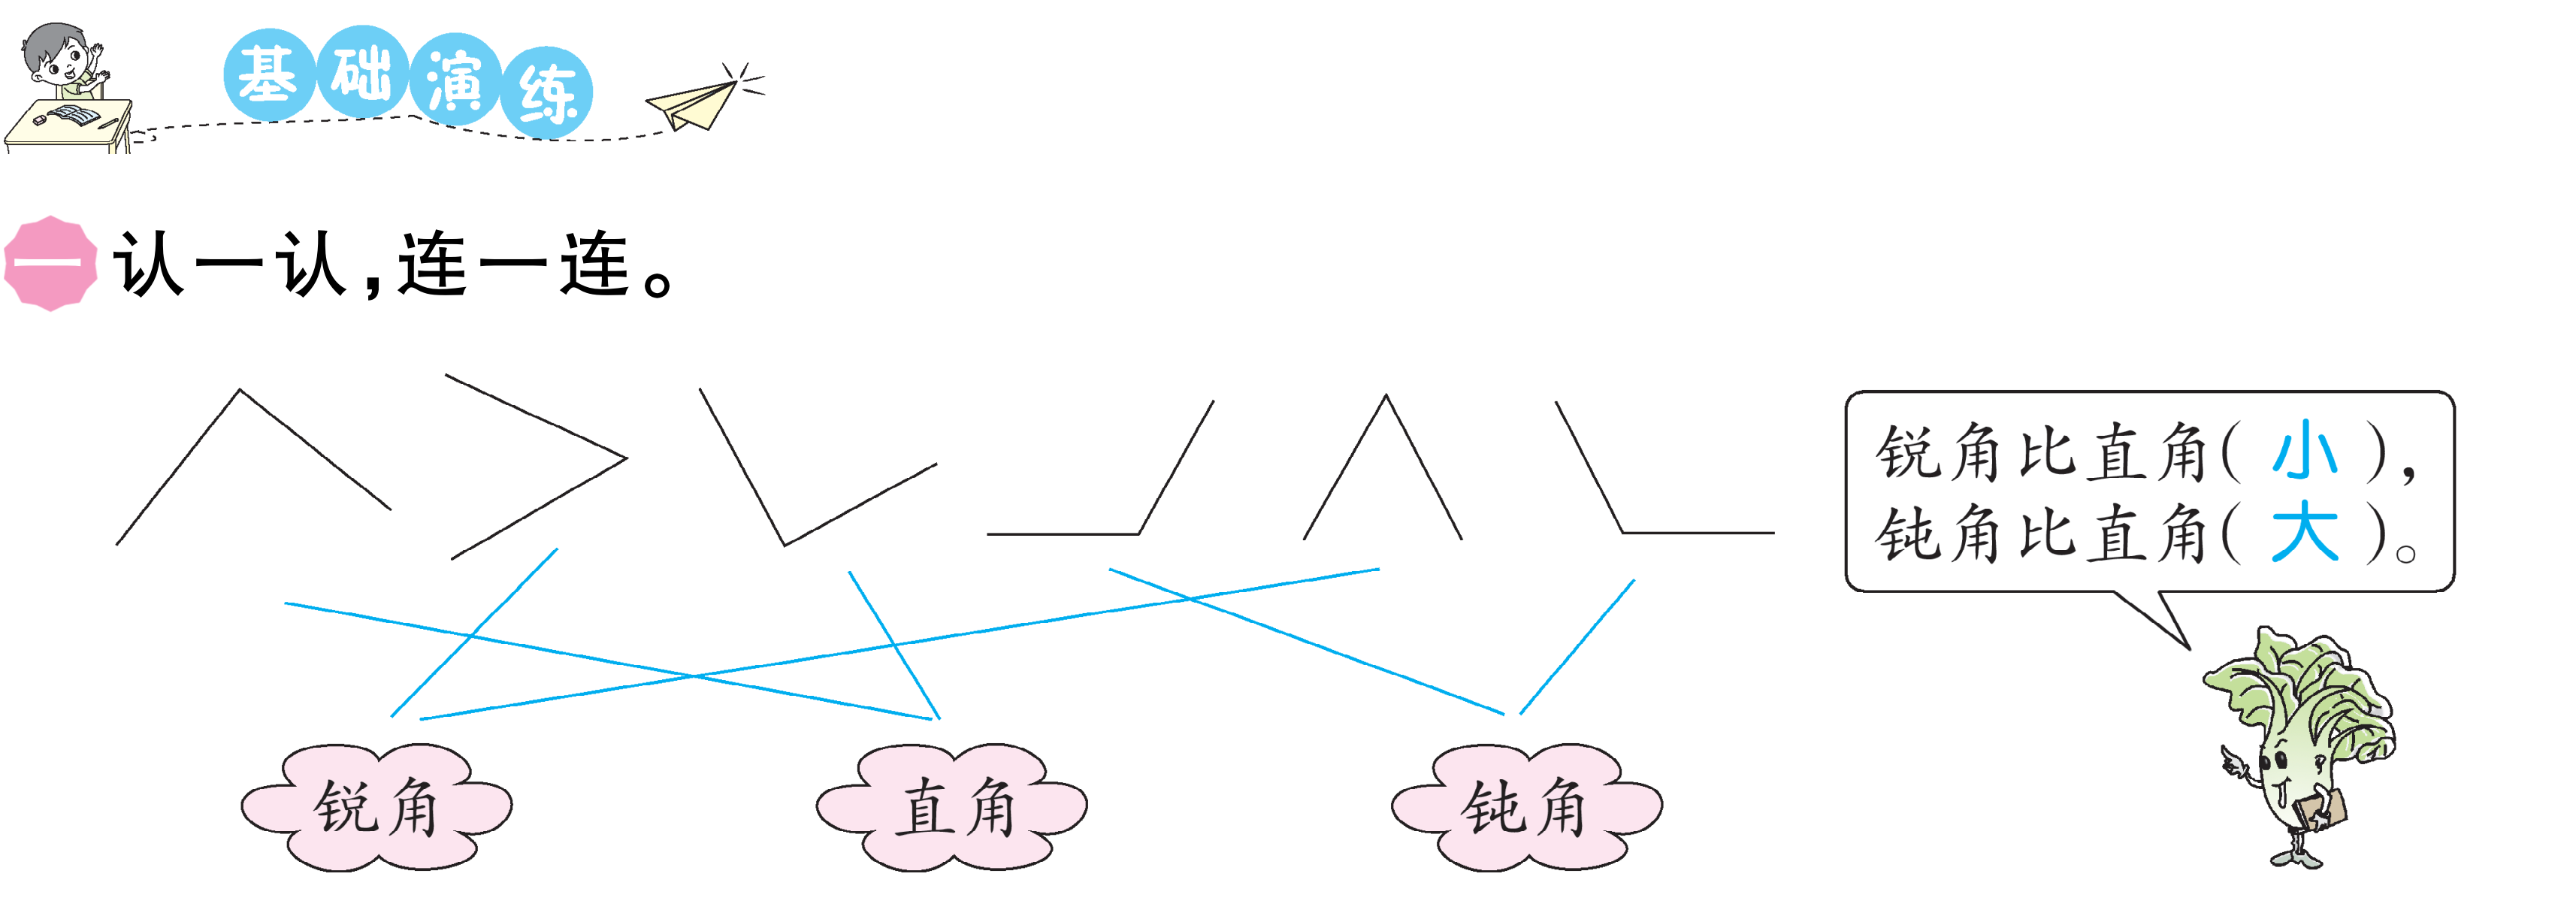 基础演练
一 认一认,连一连。
锐角比直角( 小 ),
钝角比直角( 大 )。
锐角 直角 钝角